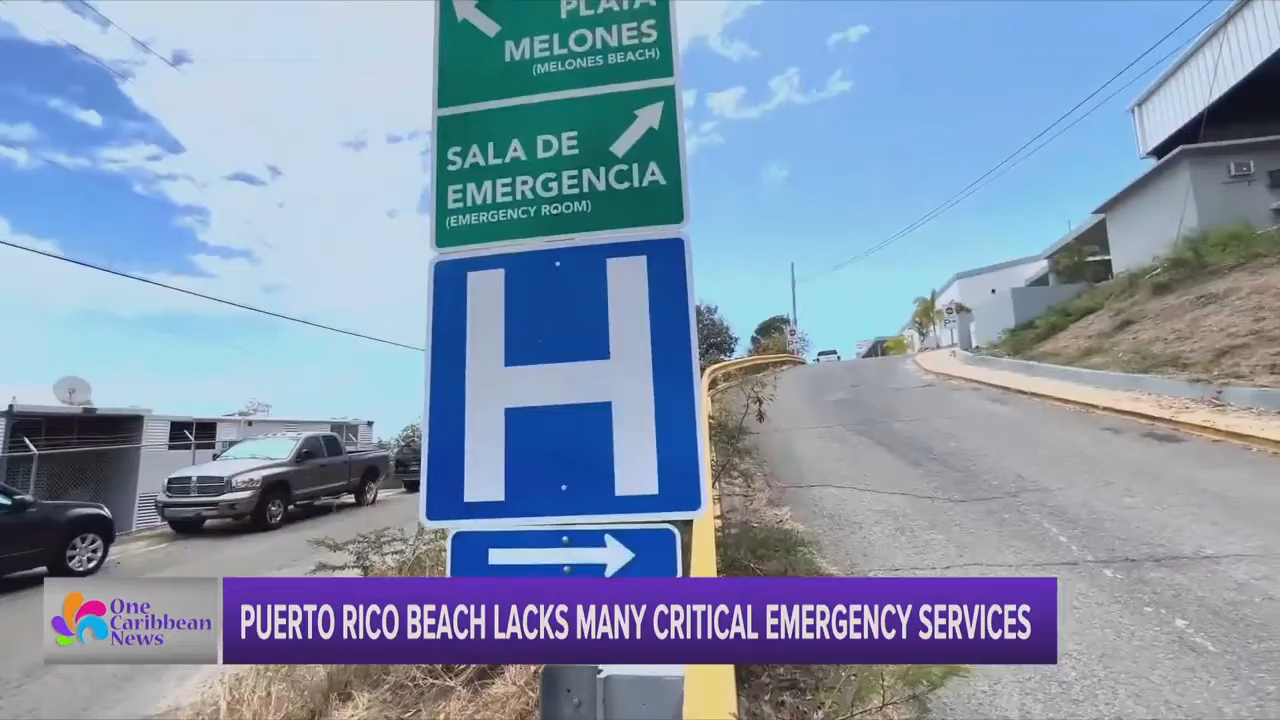 PLAYA
MELONES
(MELONES BEACH)
SALA DE
EMERGENCIA
(EMERGENCY ROOM)
H
One
Caribbean
News
PUERTO RICO BEACH LACKS MANY CRITICAL EMERGENCY SERVICES